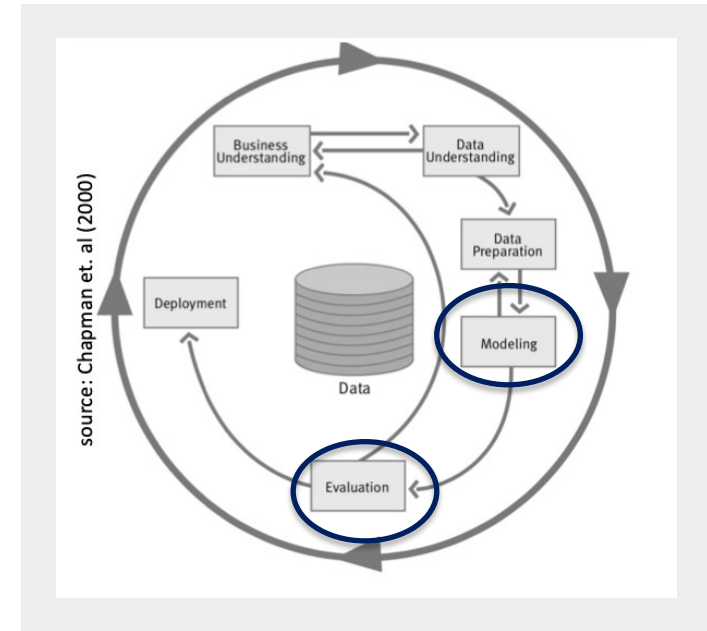 source: Chapman et. al (2000)
Business
Understanding
Data
Understanding
Data
Preparation
Modeling
Deployment
Data
Evaluation